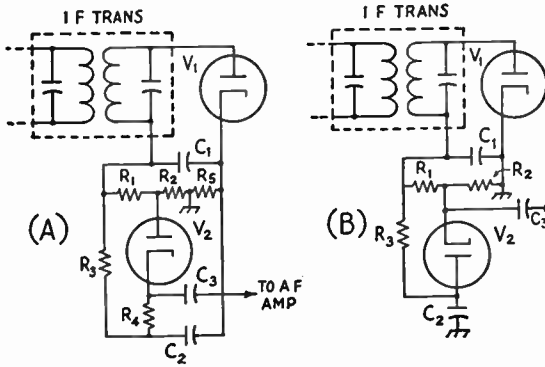 I F TRANS
I F TRANS
V1
V1
C1
C1
R1
R2
R5
R1
R2
(A)
V2
(B)
V2
C3
R3
R3
C3
TO A F
AMP
R4
C2
C2